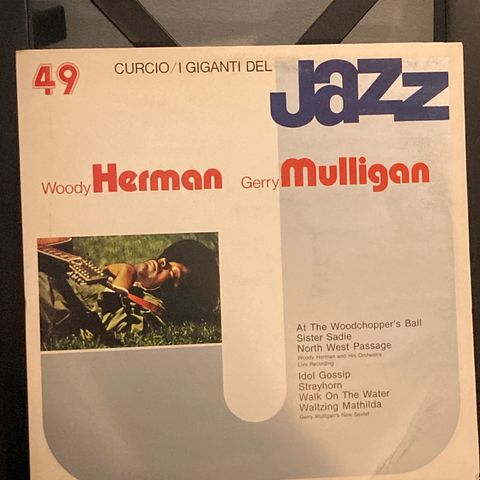 49 CURCIO/I GIGANTI DEL Jazz
Woody Herman Gerry Mulligan
At The Woodchopper's Ball
Sister Sadie
North West Passage
Woody Herman and His Orchestra
Live Recording
Idol Gossip
Strayhorn
Walk On The Water
Waltzing Mathilda
Gerry Mulligan's New Sextet